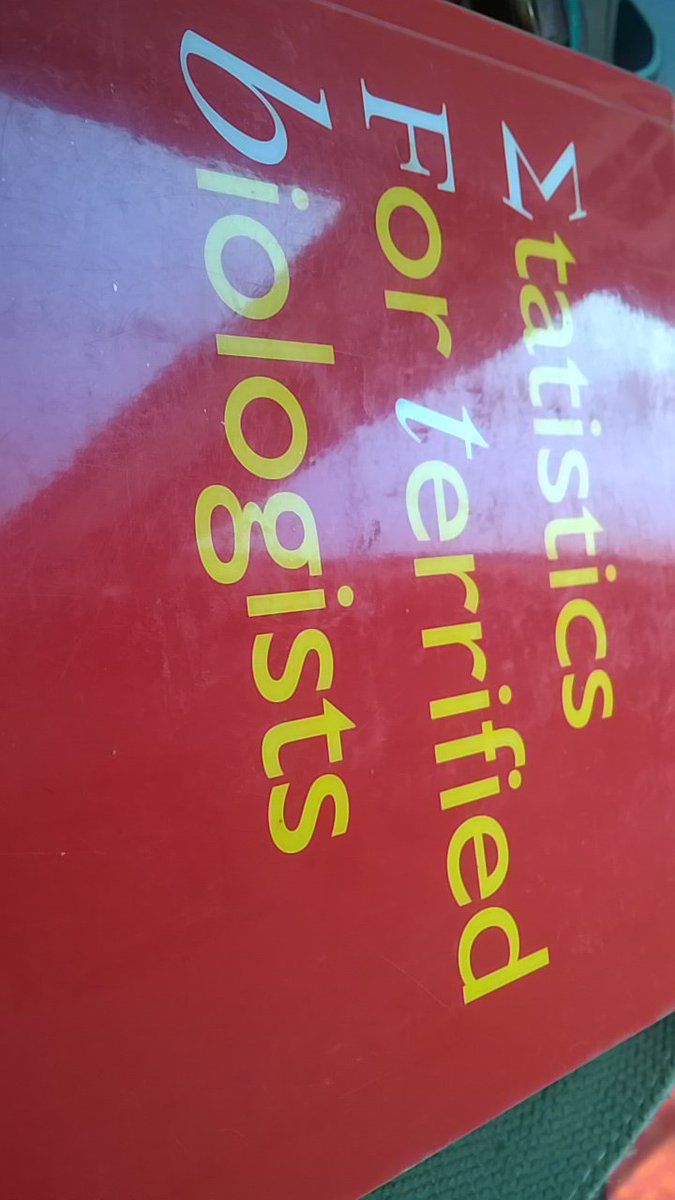 Σtatistics
For terrified
biologists